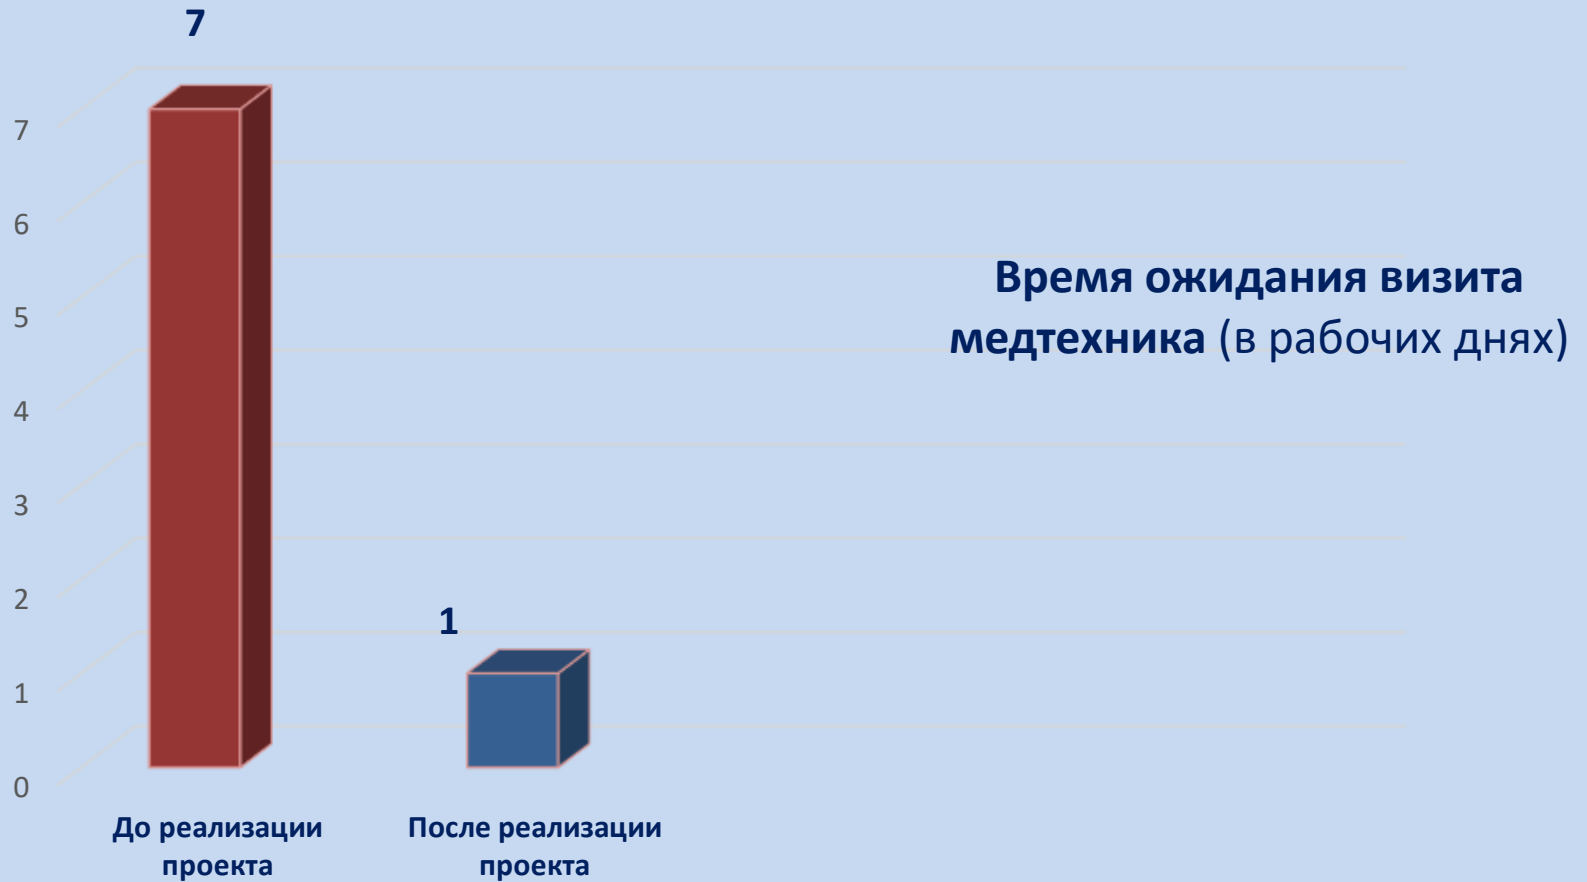 7
7
6
5
4
3
2
1
0
1
До реализации
проекта
После реализации
проекта
Время ожидания визита
медтехника (в рабочих днях)